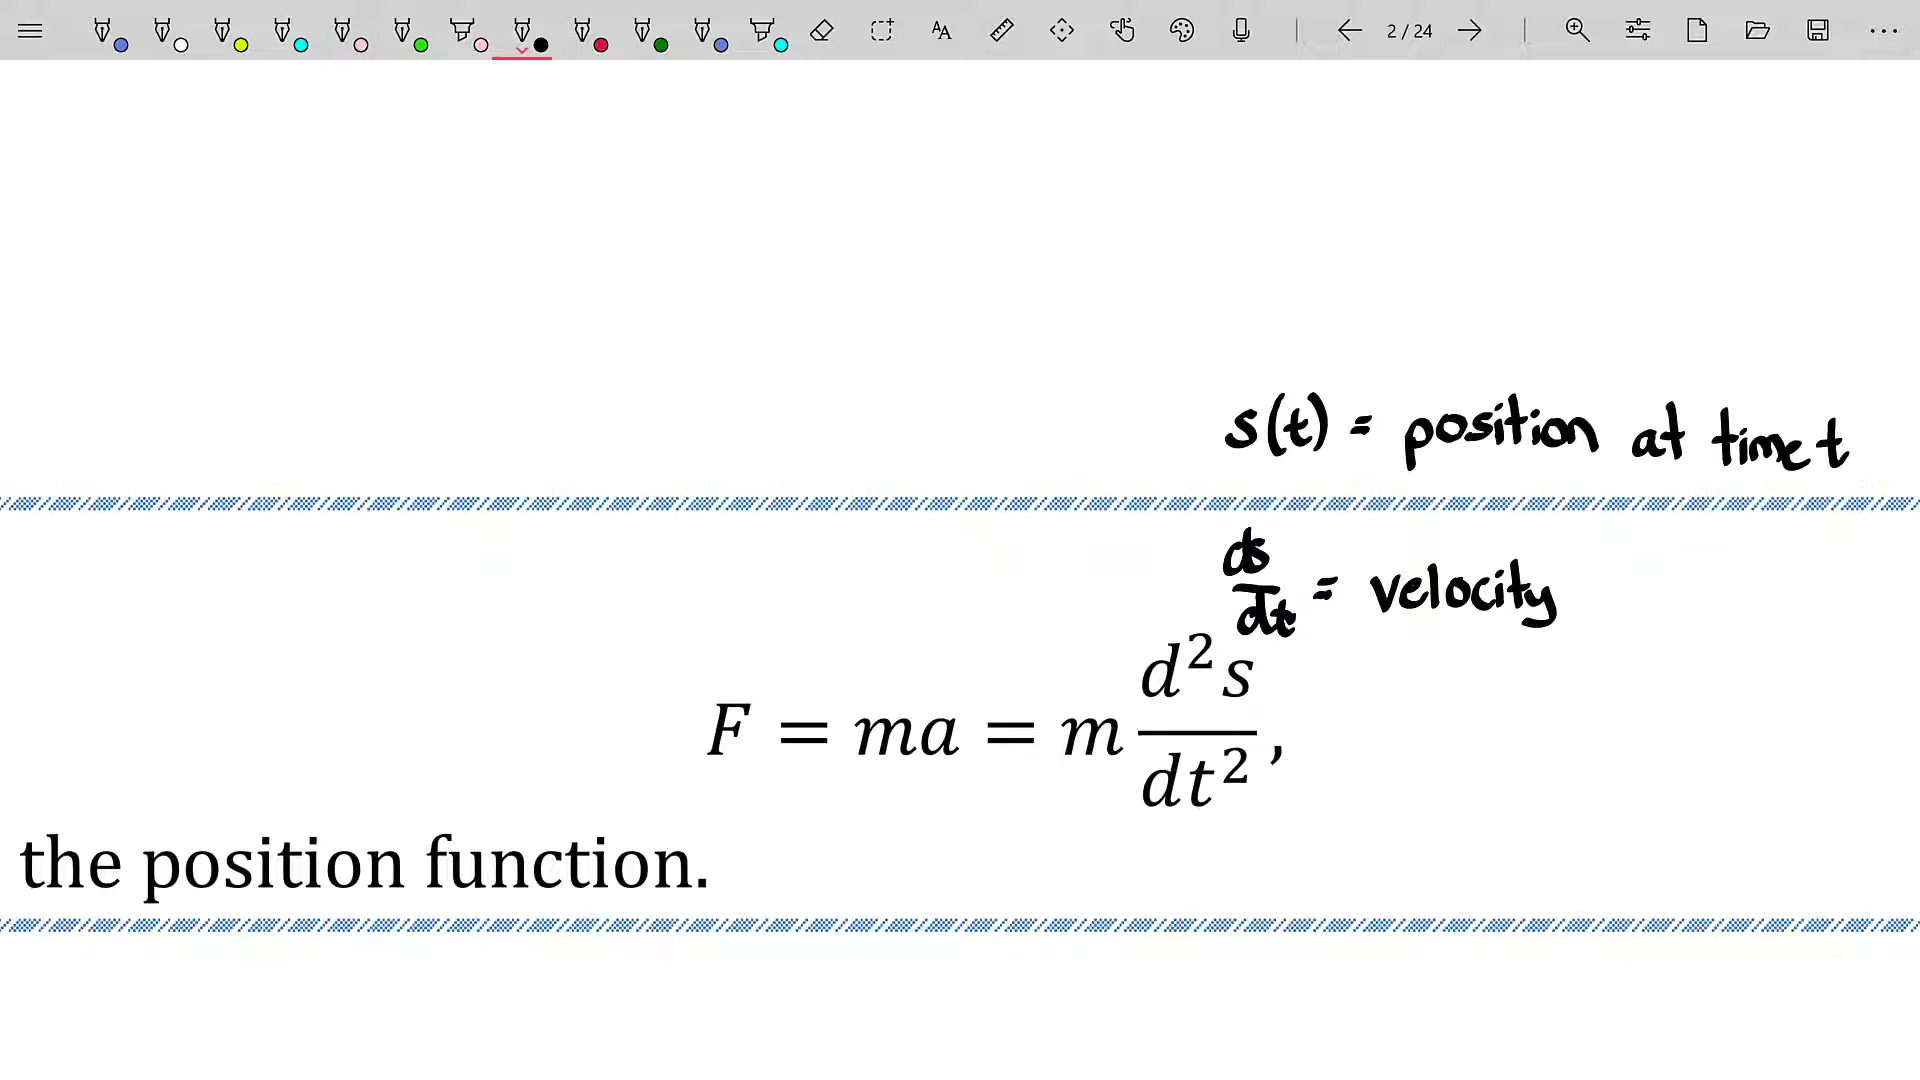 2 / 24
s(t) = position at time t
ds/dt = velocity
F = ma = m d²s/dt²,
the position function.